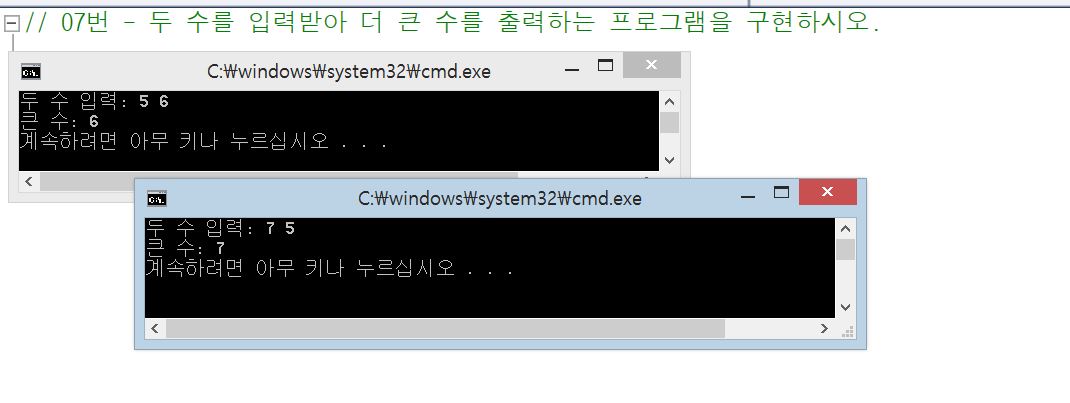 // 07번 - 두 수를 입력받아 더 큰 수를 출력하는 프로그램을 구현하시오.
C:₩windows₩system32₩cmd.exe
두 수 입력: 5 6
큰 수: 6
계속하려면 아무 키나 누르십시오 . . .
C:₩windows₩system32₩cmd.exe
두 수 입력: 7 5
큰 수: 7
계속하려면 아무 키나 누르십시오 . . .